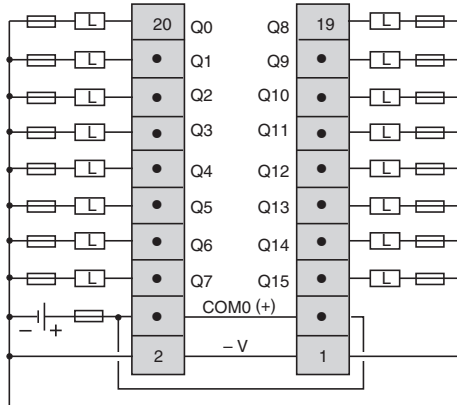 20 Q0 Q8 19
L Q1 Q9 L
L Q2 Q10 L
L Q3 Q11 L
L Q4 Q12 L
L Q5 Q13 L
L Q6 Q14 L
L Q7 Q15 L
L L
COM0 (+)
– +
2 – V 1